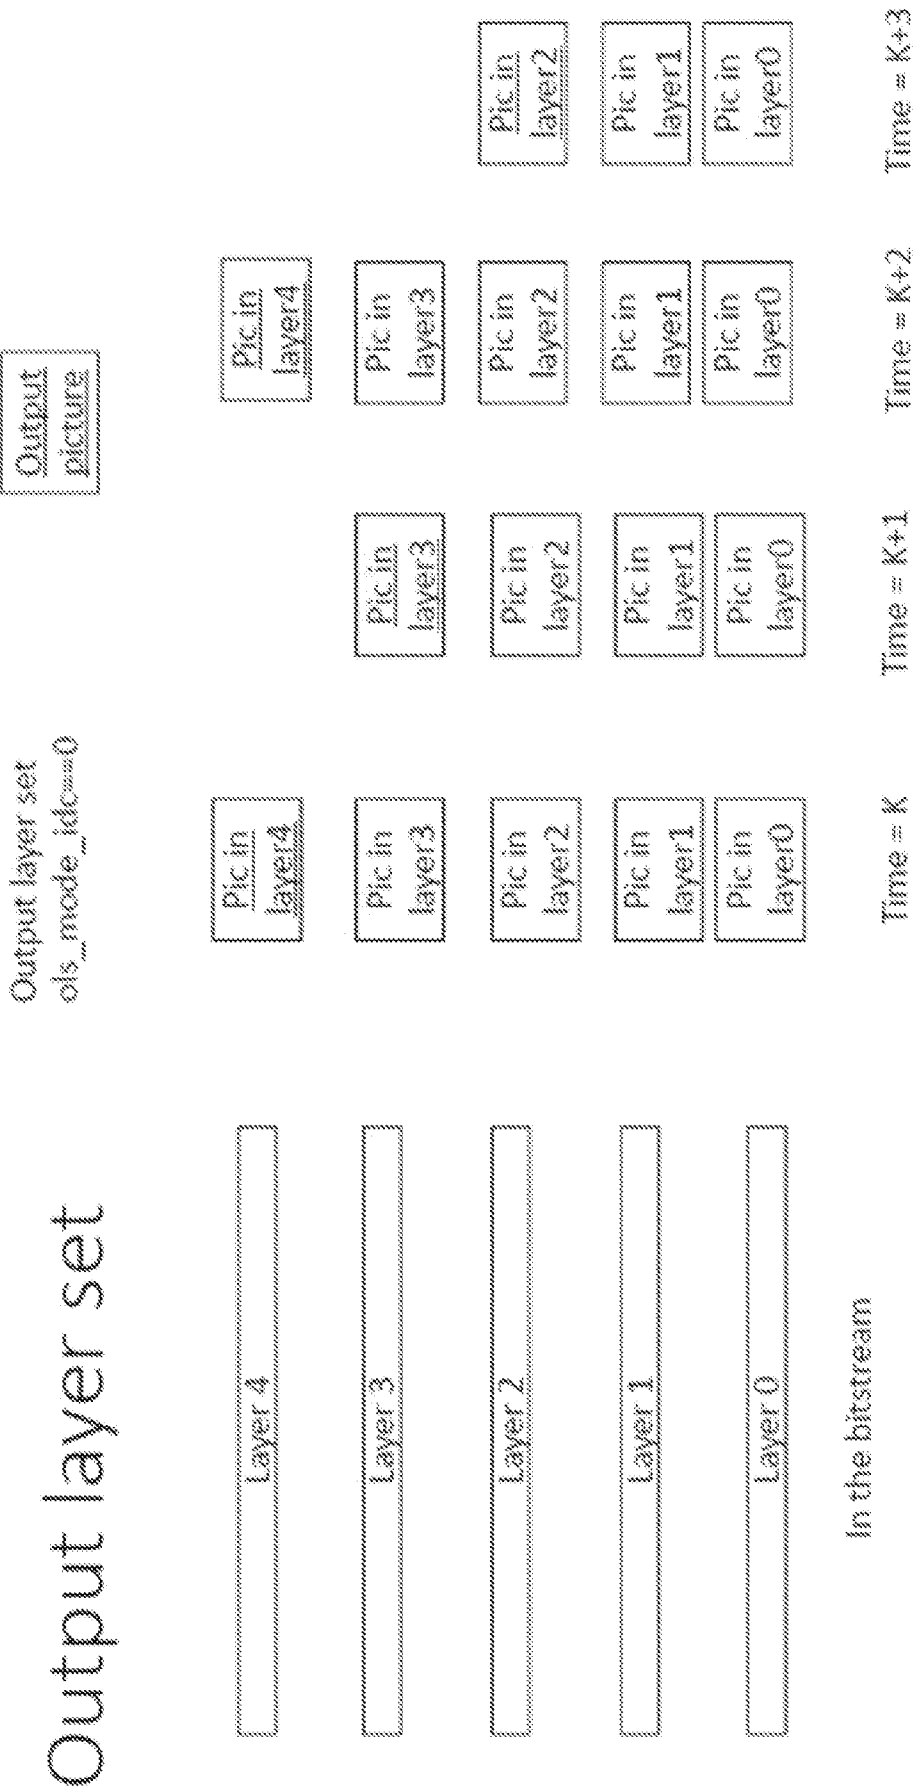 Output layer set
Output layer set
ols_mode_idc==0
Output
picture
Layer 4
Pic in
layer4
Pic in
layer4
Layer 3
Pic in
layer3
Pic in
layer3
Pic in
layer3
Layer 2
Pic in
layer2
Pic in
layer2
Pic in
layer2
Pic in
layer2
Layer 1
Pic in
layer1
Pic in
layer1
Pic in
layer1
Pic in
layer1
Layer 0
Pic in
layer0
Pic in
layer0
Pic in
layer0
Pic in
layer0
In the bitstream
Time = K
Time = K+1
Time = K+2
Time = K+3